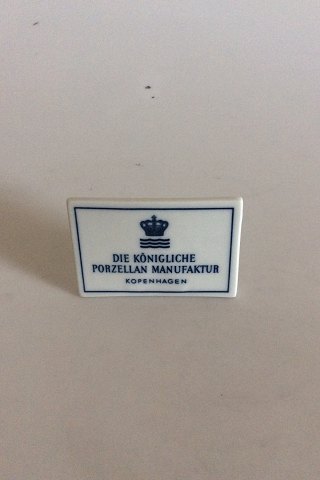 DIE KÖNIGLICHE
PORZELLAN MANUFAKTUR
KOPENHAGEN